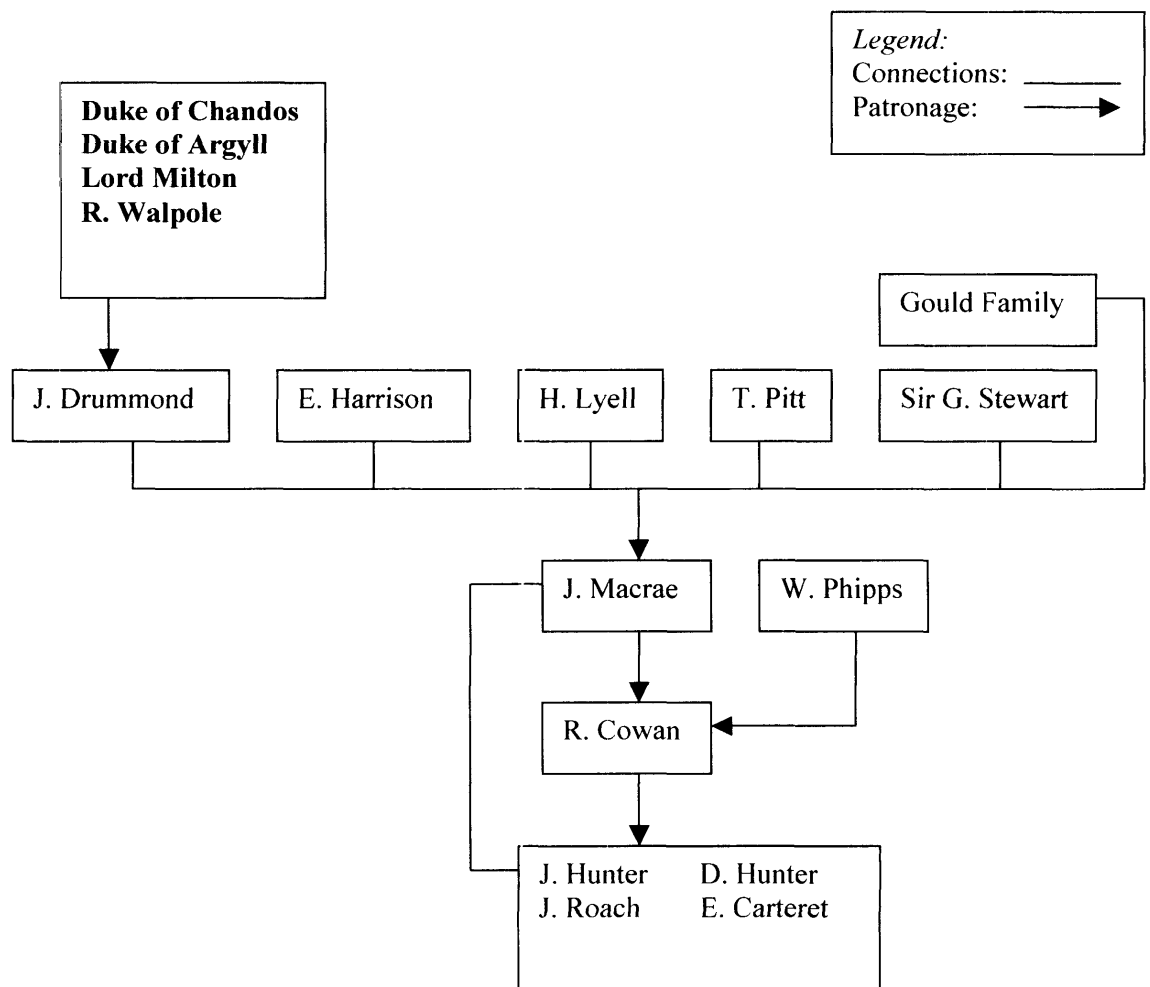 Legend:
Connections:
Patronage:
Duke of Chandos
Duke of Argyll
Lord Milton
R. Walpole
Gould Family
J. Drummond
E. Harrison
H. Lyell
T. Pitt
Sir G. Stewart
J. Macrae
W. Phipps
R. Cowan
J. Hunter D. Hunter
J. Roach E. Carteret